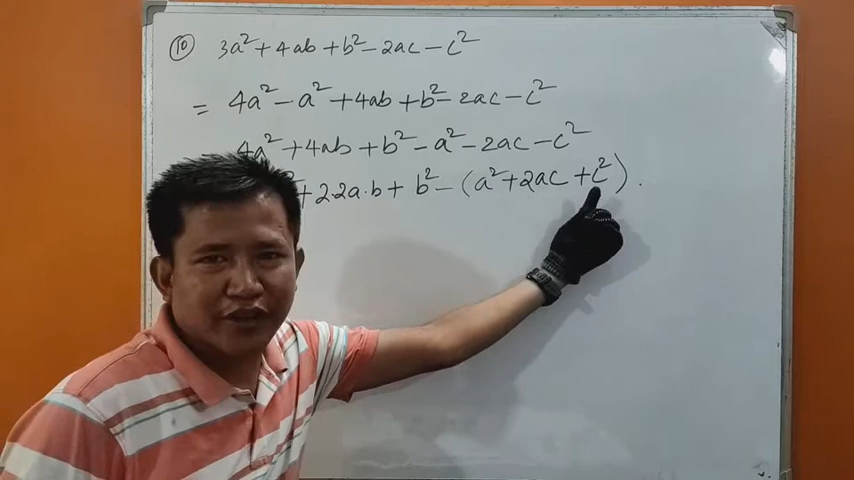 ⑩ 3a² + 4ab + b² - 2ac - c²
= 4a² - a² + 4ab + b² - 2ac - c²
4a² + 4ab + b² - a² - 2ac - c²
+ 2·2a·b + b² - (a² + 2ac + c²).